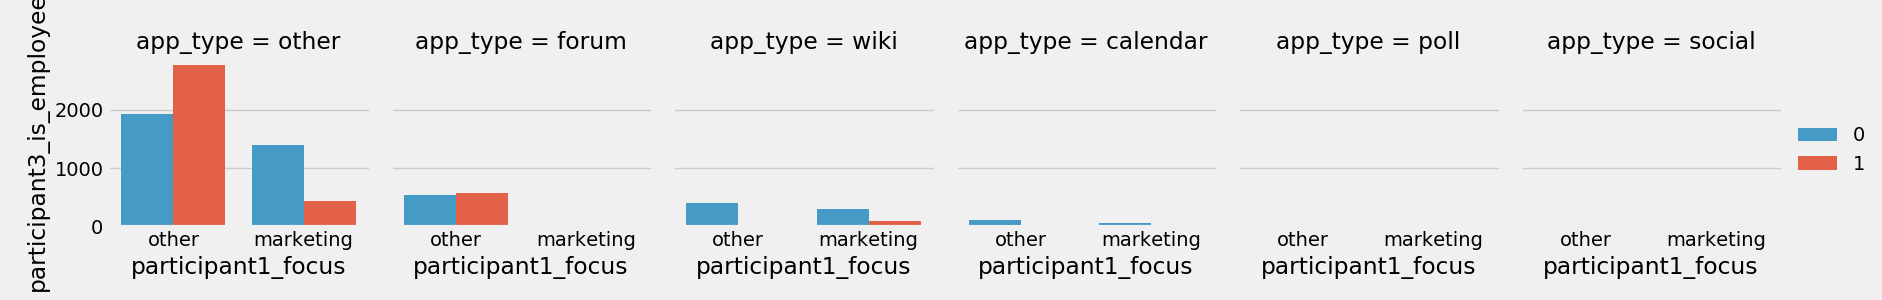 app_type = other
app_type = forum
app_type = wiki
app_type = calendar
app_type = poll
app_type = social
participant3_is_employee
2000
1000
0
other marketing
other marketing
other marketing
other marketing
other marketing
other marketing
participant1_focus
participant1_focus
participant1_focus
participant1_focus
participant1_focus
participant1_focus
0
1